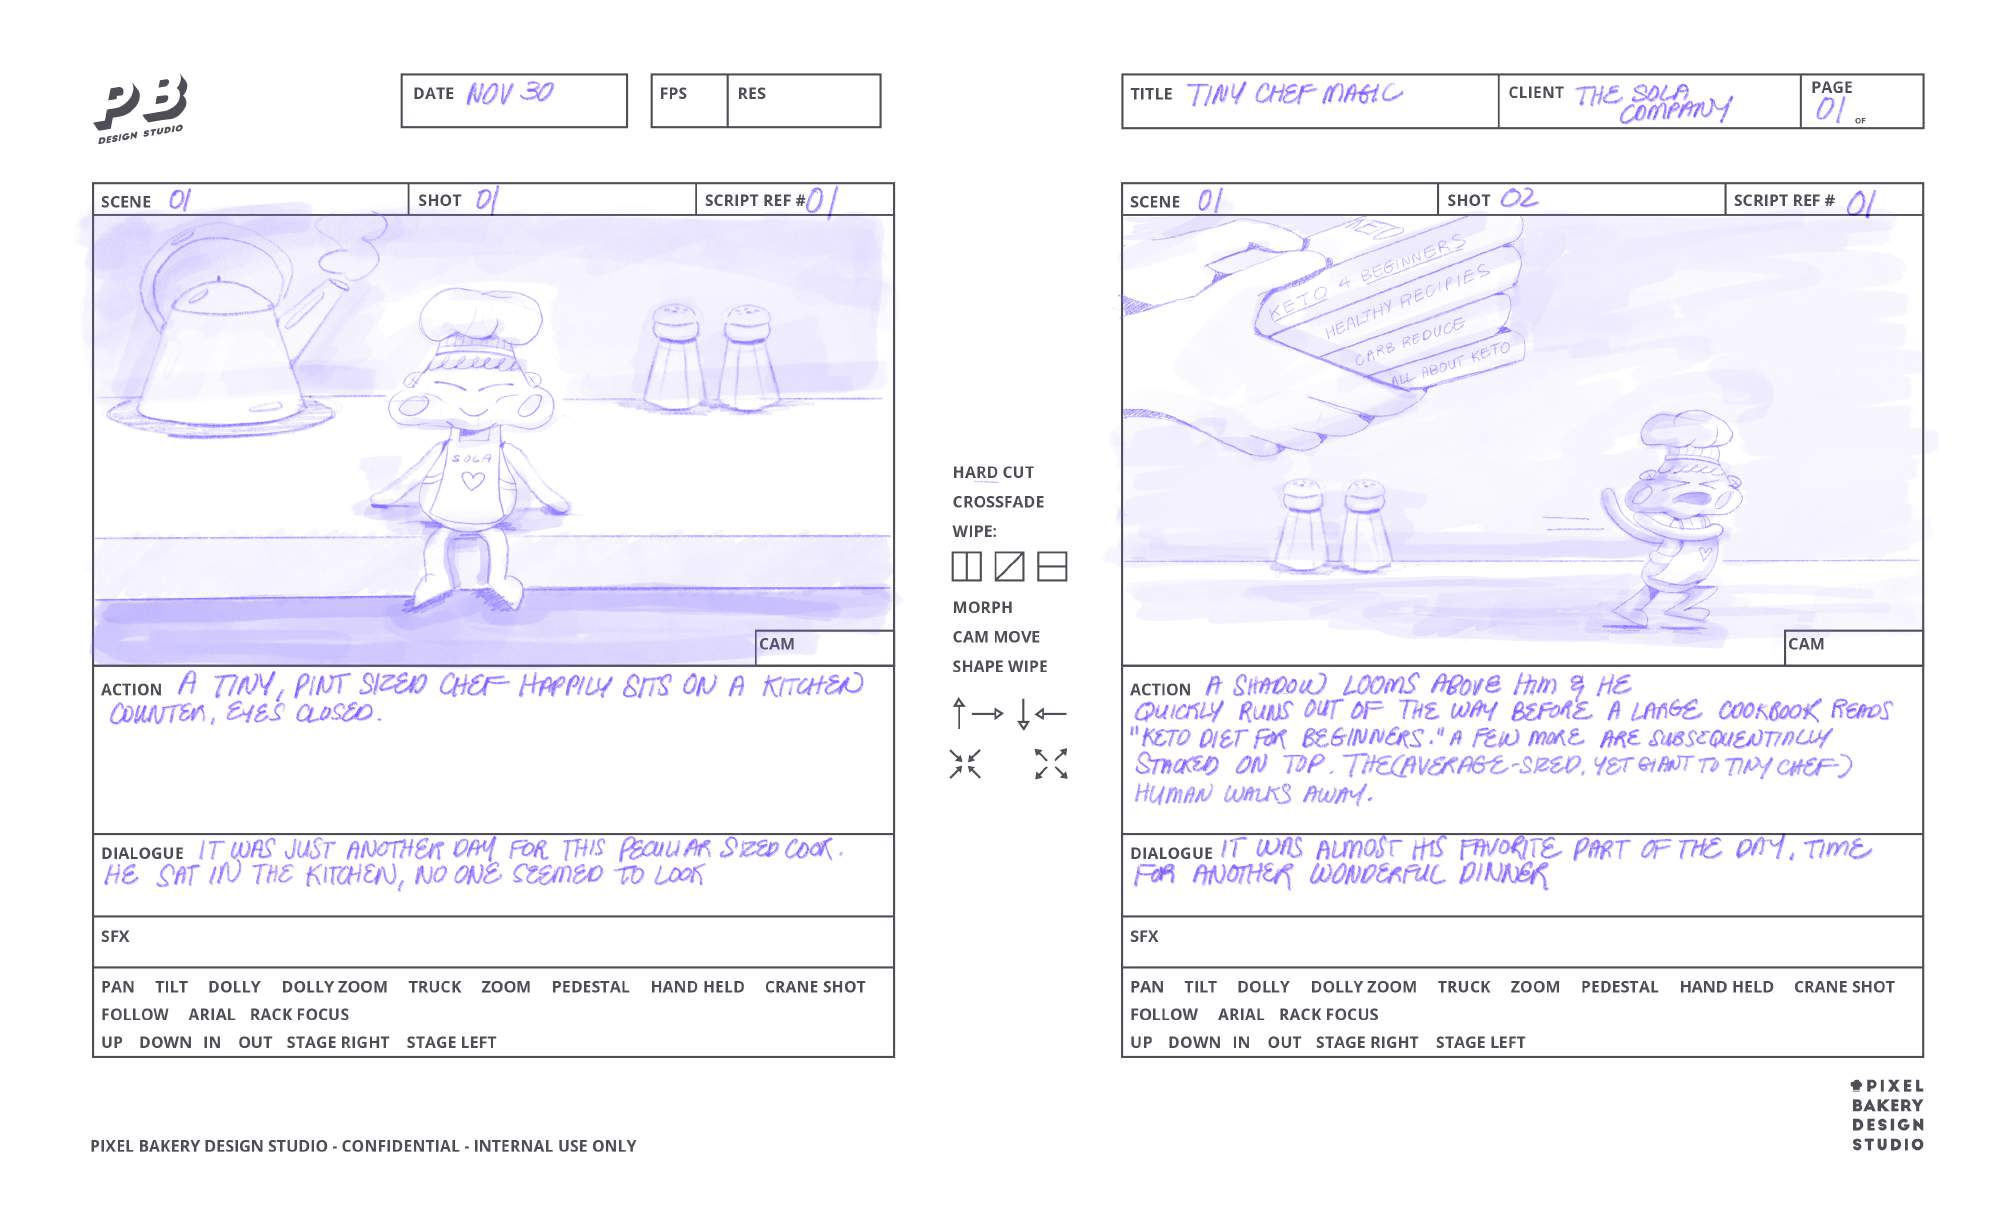 PB
DESIGN STUDIO
DATE NOV 30
FPS
RES
TITLE TINY CHEF MAGIC
CLIENT THE SOLA
COMPANY
PAGE
01 OF
SCENE 01
SHOT 01
SCRIPT REF # 01
SOLA
CAM
ACTION A TINY, PINT SIZED CHEF HAPPILY SITS ON A KITCHEN
COUNTER, EYES CLOSED.
DIALOGUE IT WAS JUST ANOTHER DAY FOR THIS PECULIAR SIZED COOK.
HE SAT IN THE KITCHEN, NO ONE SEEMED TO LOOK
SFX
PAN TILT DOLLY DOLLY ZOOM TRUCK ZOOM PEDESTAL HAND HELD CRANE SHOT
FOLLOW ARIAL RACK FOCUS
UP DOWN IN OUT STAGE RIGHT STAGE LEFT
HARD CUT
CROSSFADE
WIPE:
MORPH
CAM MOVE
SHAPE WIPE
SCENE 01
SHOT 02
SCRIPT REF # 01
KETO 4 BEGINNERS
HEALTHY RECIPIES
CARB REDUCE
ALL ABOUT KETO
CAM
ACTION A SHADOW LOOMS ABOVE HIM & HE
QUICKLY RUNS OUT OF THE WAY BEFORE A LARGE COOKBOOK READS
"KETO DIET FOR BEGINNERS." A FEW MORE ARE SUBSEQUENTIALLY
STACKED ON TOP. THE(AVERAGE-SIZED, YET GIANT TO TINY CHEF-)
HUMAN WALKS AWAY.
DIALOGUE IT WAS ALMOST HIS FAVORITE PART OF THE DAY, TIME
FOR ANOTHER WONDERFUL DINNER
SFX
PAN TILT DOLLY DOLLY ZOOM TRUCK ZOOM PEDESTAL HAND HELD CRANE SHOT
FOLLOW ARIAL RACK FOCUS
UP DOWN IN OUT STAGE RIGHT STAGE LEFT
PIXEL BAKERY DESIGN STUDIO - CONFIDENTIAL - INTERNAL USE ONLY
PIXEL
BAKERY
DESIGN
STUDIO